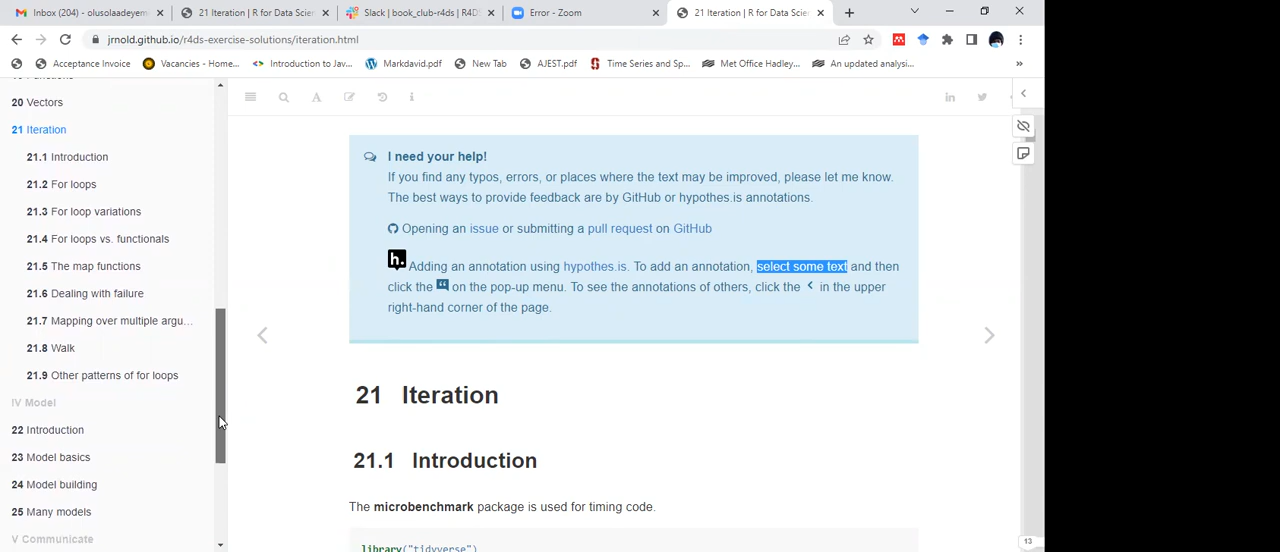 Inbox (204) – olusolaadeyem
21 Iteration | R for Data Scien
Slack | book_club-r4ds | R4DS
Error - Zoom
21 Iteration | R for Data Scien
jrnold.github.io/r4ds-exercise-solutions/iteration.html
Acceptance Invoice
Vacancies - Home...
Introduction to Jav...
Markdavid.pdf
New Tab
AJEST.pdf
Time Series and Sp...
Met Office Hadley...
An updated analysi...
»
20 Vectors
21 Iteration
21.1 Introduction
21.2 For loops
21.3 For loop variations
21.4 For loops vs. functionals
21.5 The map functions
21.6 Dealing with failure
21.7 Mapping over multiple argu...
21.8 Walk
21.9 Other patterns of for loops
IV Model
22 Introduction
23 Model basics
24 Model building
25 Many models
V Communicate
I need your help!
If you find any typos, errors, or places where the text may be improved, please let me know.
The best ways to provide feedback are by GitHub or hypothes.is annotations.
Opening an issue or submitting a pull request on GitHub
h. Adding an annotation using hypothes.is. To add an annotation, select some text and then
click the on the pop-up menu. To see the annotations of others, click the in the upper
right-hand corner of the page.
21 Iteration
21.1 Introduction
The microbenchmark package is used for timing code.
library("tidyverse")
13